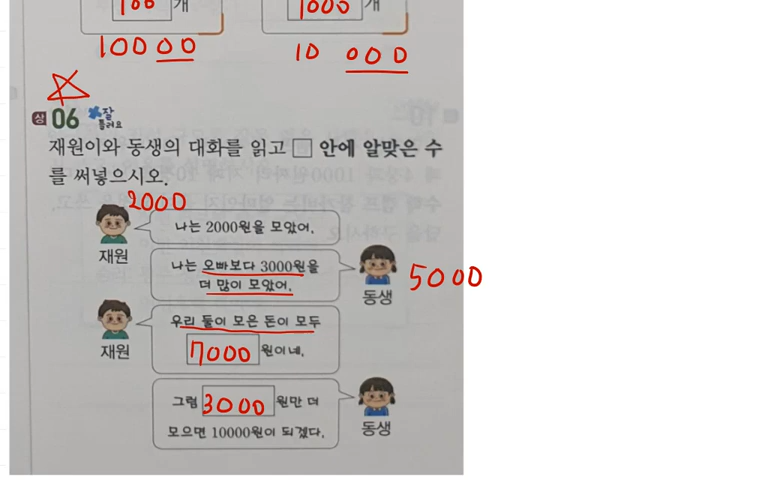 100 개
1000 개
10000
10 000
상 06 잘 틀려요
재원이와 동생의 대화를 읽고 □ 안에 알맞은 수
를 써넣으시오.
2000
나는 2000원을 모았어.
재원
나는 오빠보다 3000원을
더 많이 모았어.
동생
5000
우리 둘이 모은 돈이 모두
7000 원이네.
재원
그럼 3000 원만 더
모으면 10000원이 되겠다.
동생